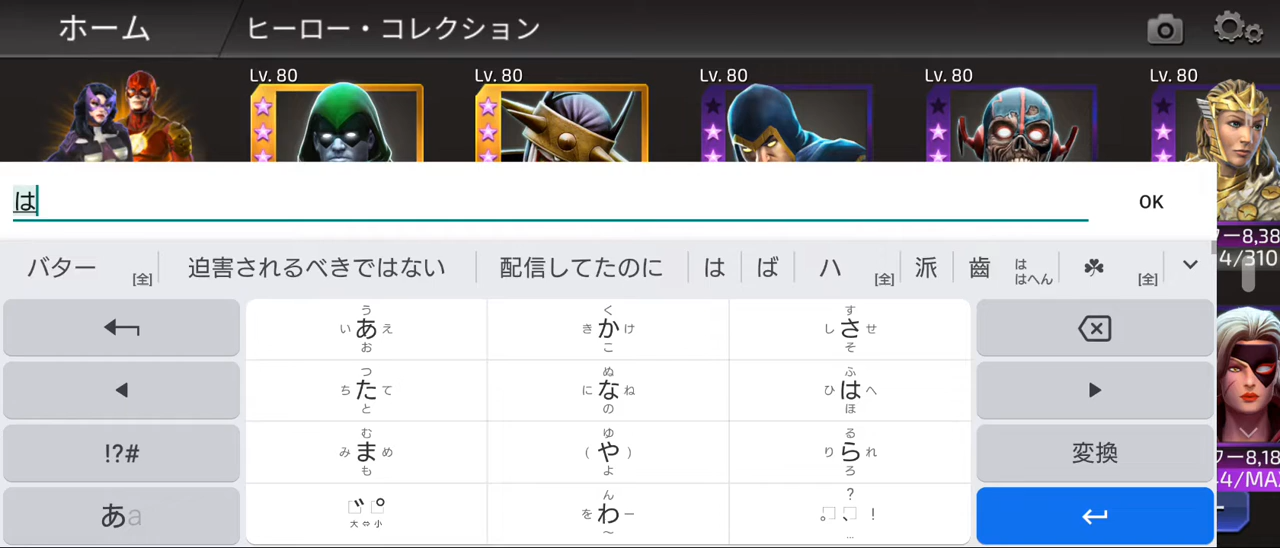 ホーム ヒーロー・コレクション
Lv. 80 Lv. 80 Lv. 80 Lv. 80 Lv. 80
は OK
ー8,38
4/310
バター [全] 迫害されるべきではない 配信してたのに は ば ハ [全] 派 歯 は はへん ☘ [全]
う す く
いあえ きかけ しさせ
お こ そ
つ ぬ ふ
ちたて になね ひはへ
と の ほ
む ゆ る
みまめ (や) りられ 変換
も よ ろ
!?#
ー8,18
4/MAX
あa 大⇔小 ん をわー 〜 ? 。、! …